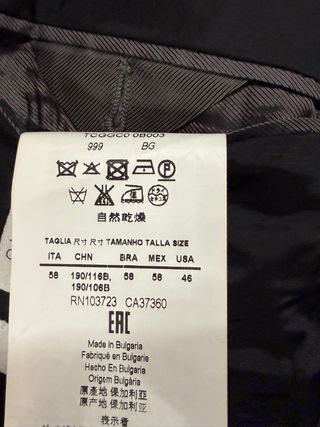 TCGGC0 0B003
999 BG
自然乾燥
TAGLIA 尺寸 尺寸 TAMANHO TALLA SIZE
ITA CHN BRA MEX USA
58 190/116B, 58 58 46
190/106B
RN103723 CA37360
EAC
Made in Bulgaria
Fabriqué en Bulgarie
Hecho En Bulgaria
Origem Bulgária
原產地 保加利亞
原产地 保加利亚
表示者